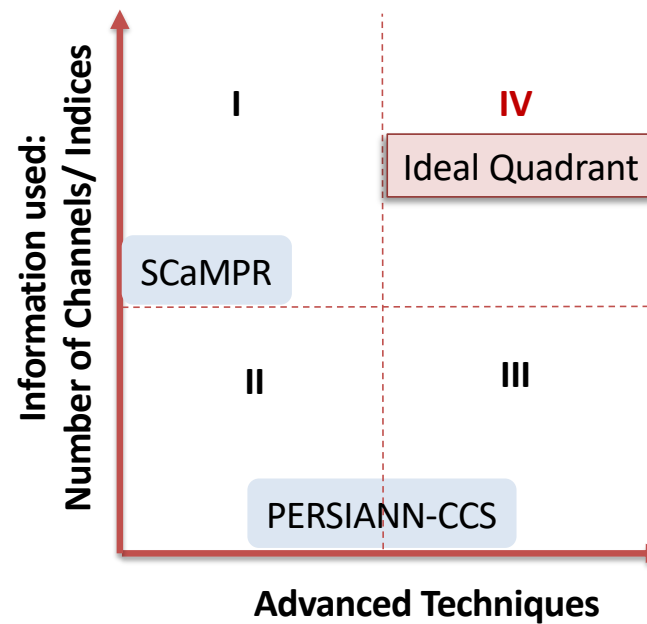 Information used:
Number of Channels/ Indices
I
IV
Ideal Quadrant
SCaMPR
II
III
PERSIANN-CCS
Advanced Techniques